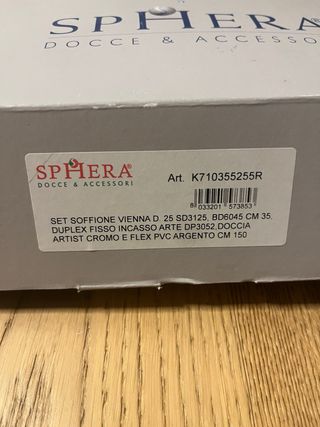 SPHERA®
DOCCE & ACCESSORI
SPHERA®
DOCCE & ACCESSORI
Art. K710355255R
8 033201 573853
SET SOFFIONE VIENNA D. 25 SD3125, BD6045 CM 35,
DUPLEX FISSO INCASSO ARTE DP3052,DOCCIA
ARTIST CROMO E FLEX PVC ARGENTO CM 150